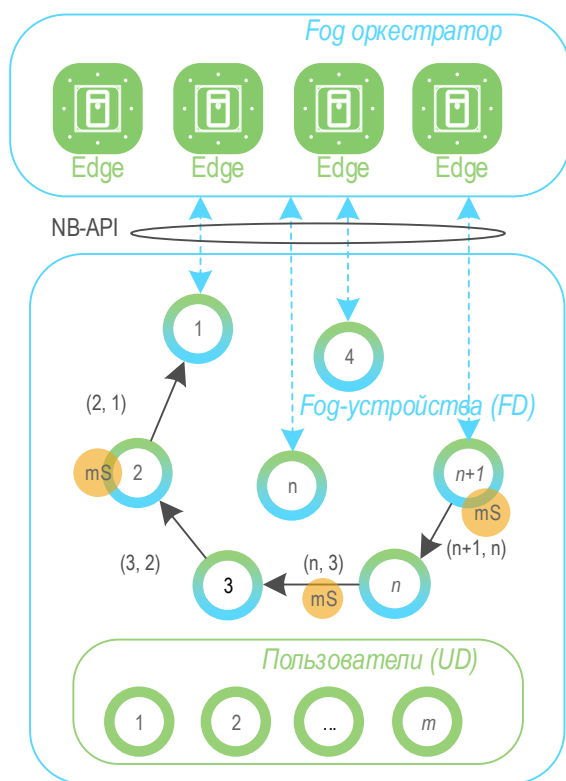 Fog оркестратор
Edge
Edge
Edge
Edge
NB-API
1
4
(2, 1)
Fog-устройства (FD)
mS
2
n
n+1
mS
(3, 2)
(n, 3)
(n+1, n)
3
mS
n
Пользователи (UD)
1
2
...
m